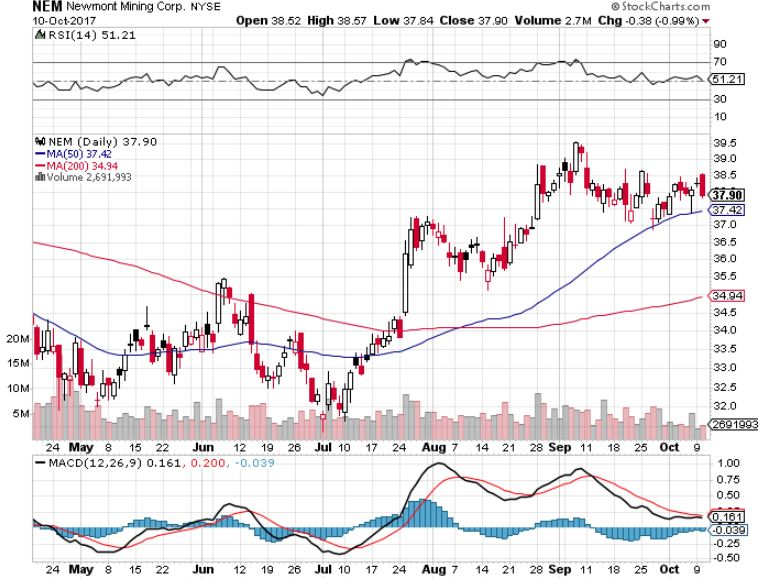 NEM Newmont Mining Corp. NYSE © StockCharts.com
10-Oct-2017 Open 38.52 High 38.57 Low 37.84 Close 37.90 Volume 2.7M Chg -0.38 (-0.99%)
RSI(14) 51.21
90
70
51.21
30
10
NEM (Daily) 37.90
MA(50) 37.42
MA(200) 34.94
Volume 2,691,993
39.5
39.0
38.5
37.90
37.42
37.0
36.5
36.0
35.5
34.94
34.5
34.0
33.5
33.0
32.5
32.0
20M
15M
10M
5M
2691993
24 May 8 15 22 Jun 12 19 26 Jul 10 17 24 Aug 7 14 21 28 Sep 11 18 25 Oct 9
MACD(12,26,9) 0.161, 0.200, -0.039
1.00
0.75
0.50
0.161
-0.039
-0.25
-0.50
24 May 8 15 22 Jun 12 19 26 Jul 10 17 24 Aug 7 14 21 28 Sep 11 18 25 Oct 9